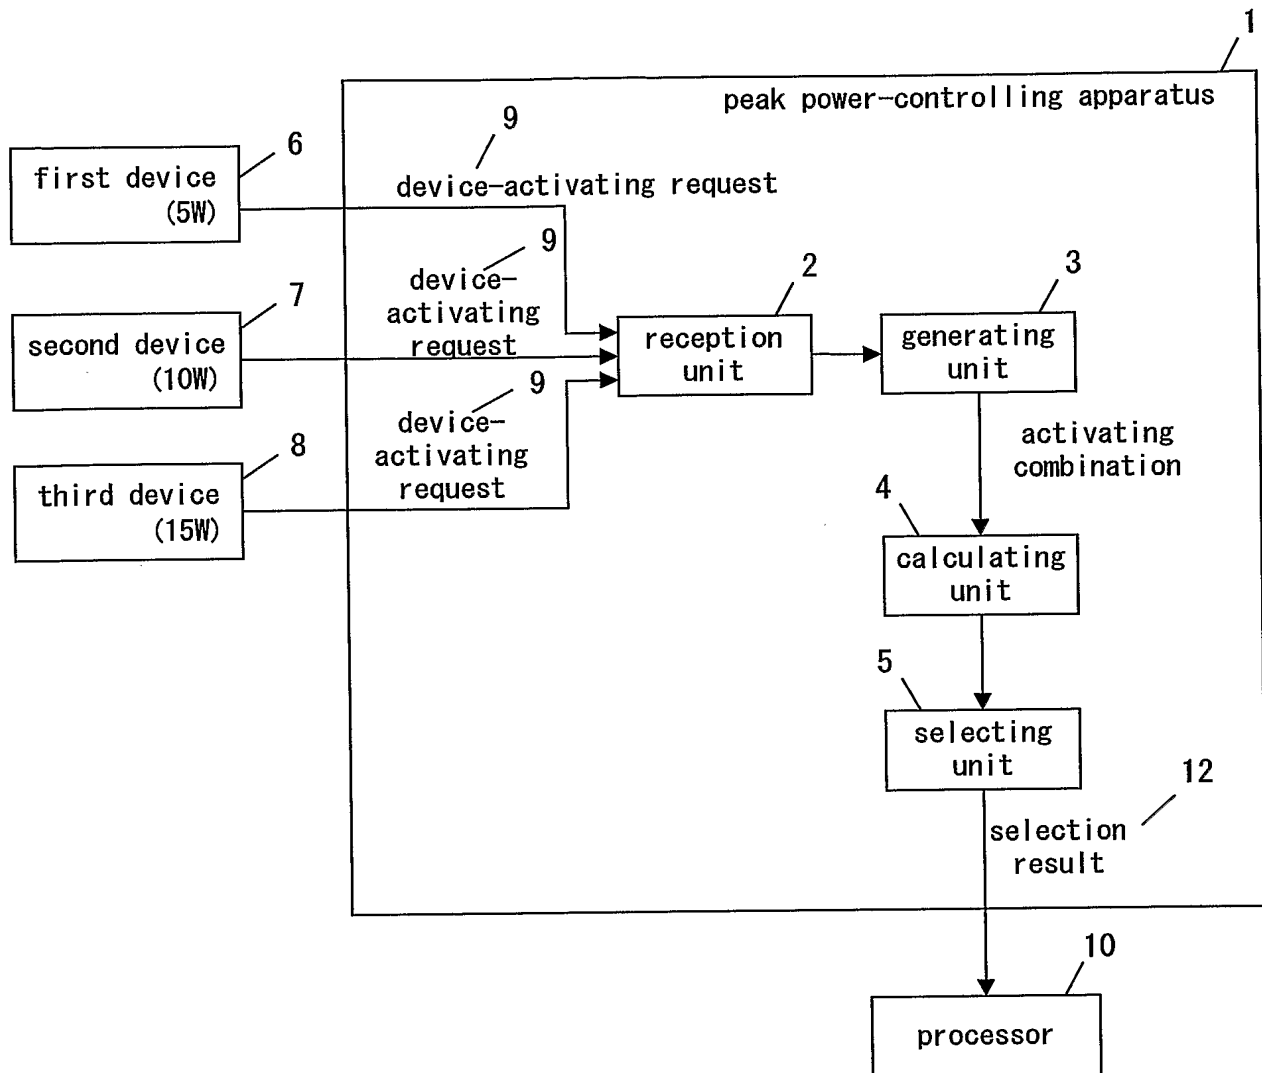 1
peak power-controlling apparatus
9
6
first device
(5W)
device-activating request
9
device-
activating
request
2
3
7
second device
(10W)
reception
unit
generating
unit
9
device-
activating
request
activating
combination
8
third device
(15W)
4
calculating
unit
5
selecting
unit
12
selection
result
10
processor